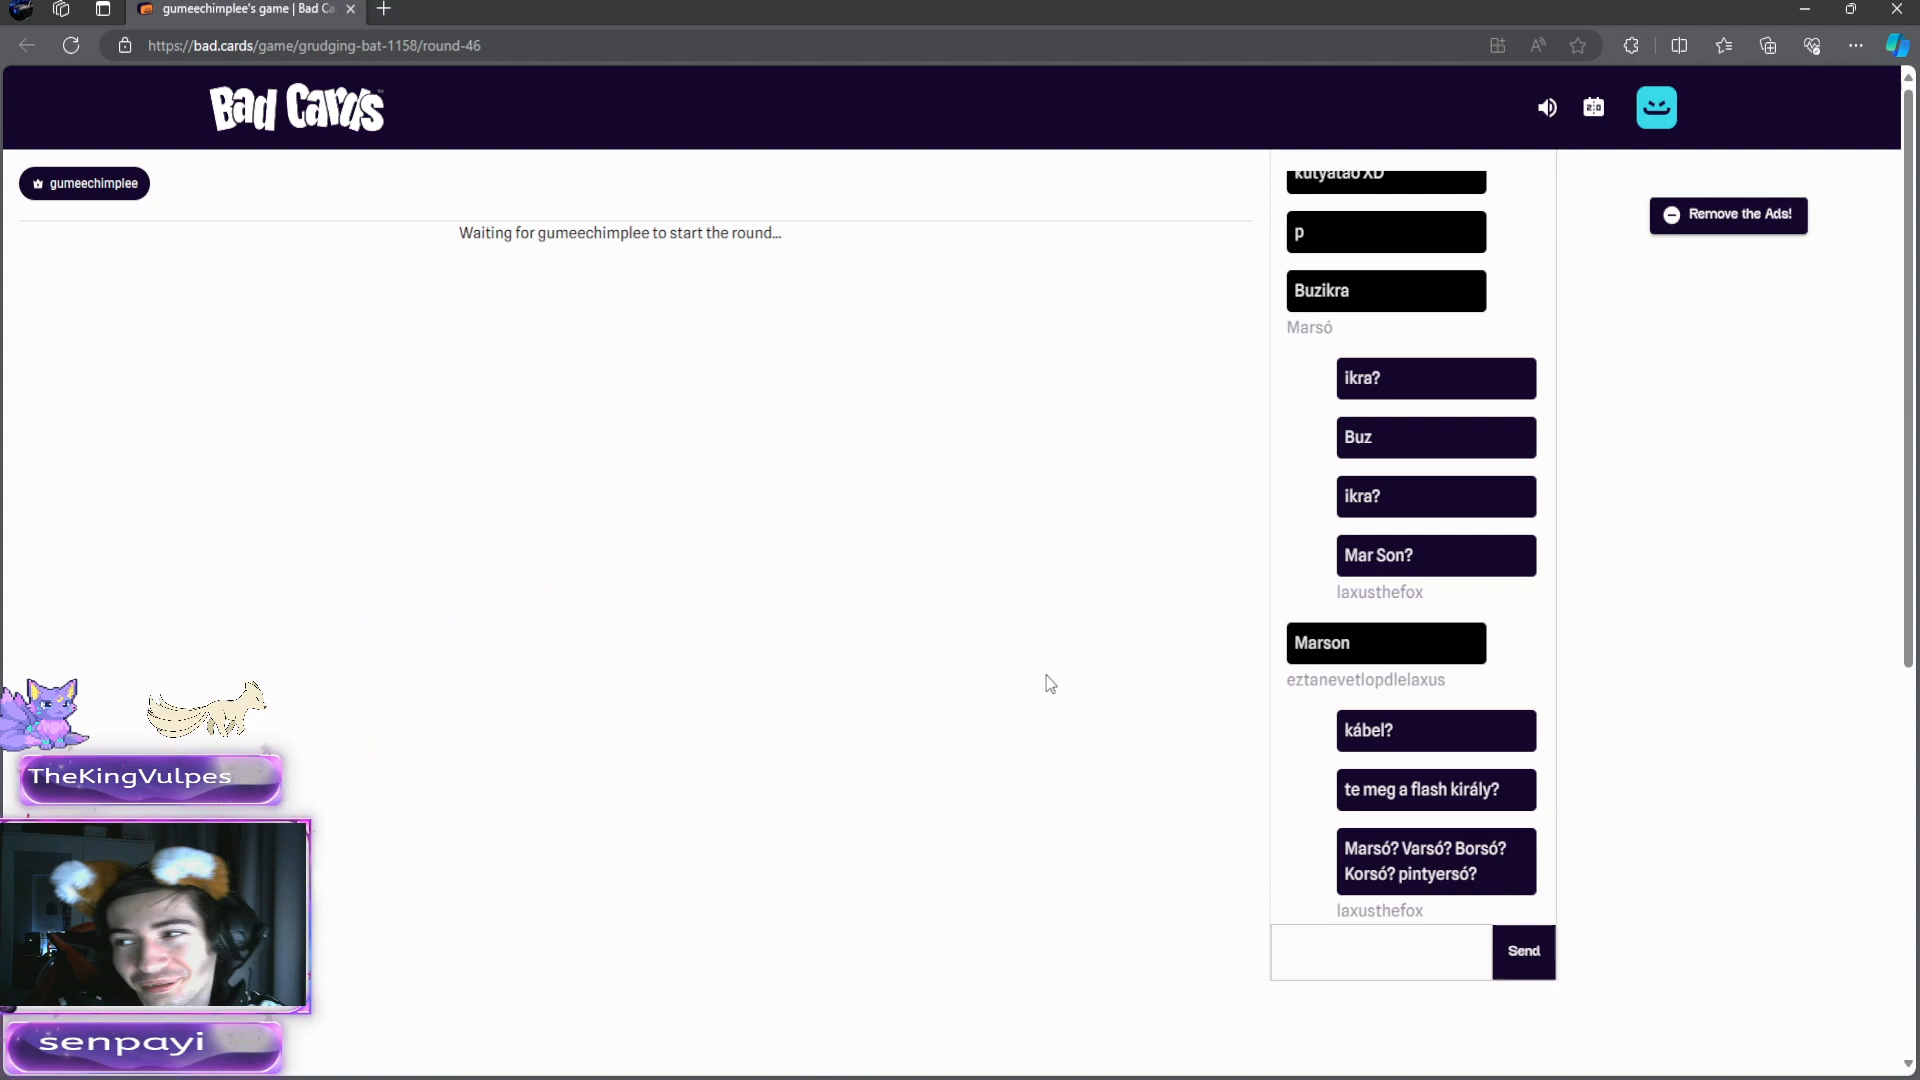 gumeechimplee's game | Bad Ca
https://bad.cards/game/grudging-bat-1158/round-46
Bad Cards
gumeechimplee
Waiting for gumeechimplee to start the round...
Remove the Ads!
kutyatáo XD
p
Buzikra
Marsó
ikra?
Buz
ikra?
Mar Son?
laxusthefox
Marson
eztanevetlopdlelaxus
kábel?
te meg a flash király?
Marsó? Varsó? Borsó?
Korsó? pintyersó?
laxusthefox
Send
TheKingVulpes
senpayi